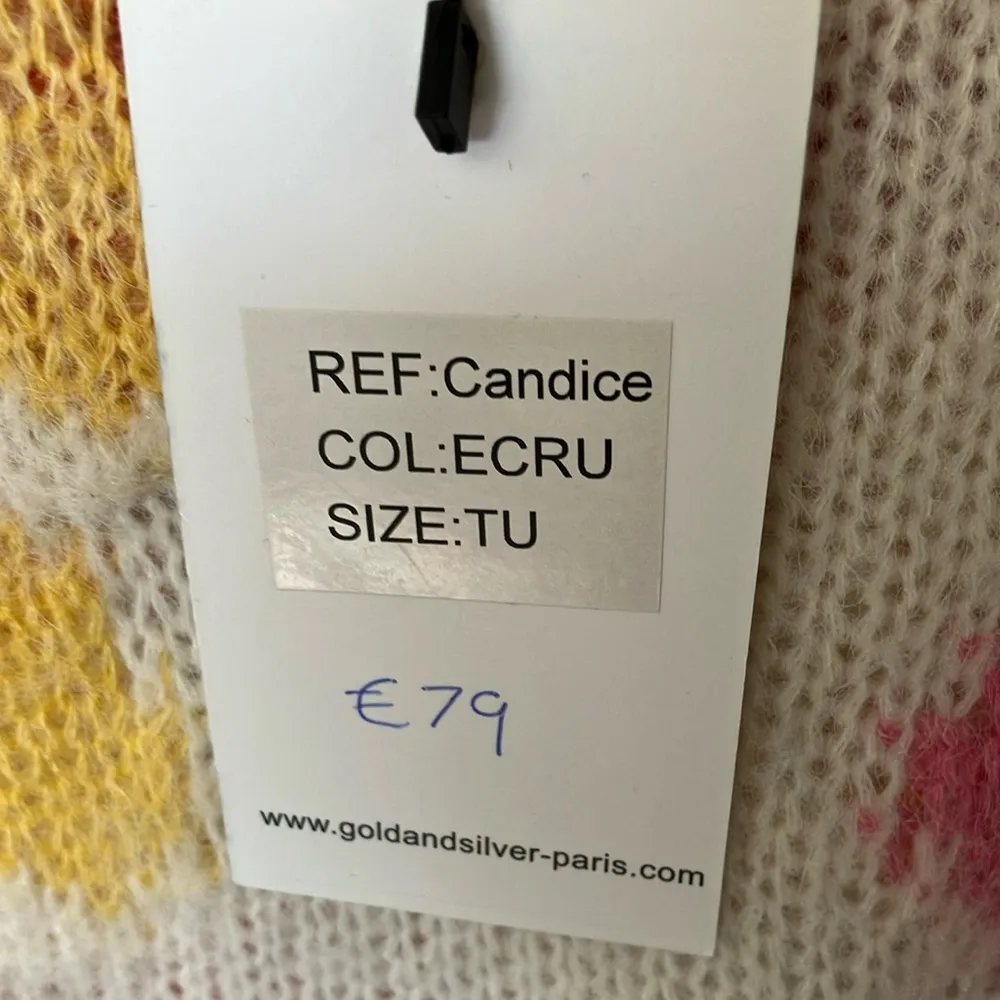 REF:Candice
COL:ECRU
SIZE:TU
€79
www.goldandsilver-paris.com